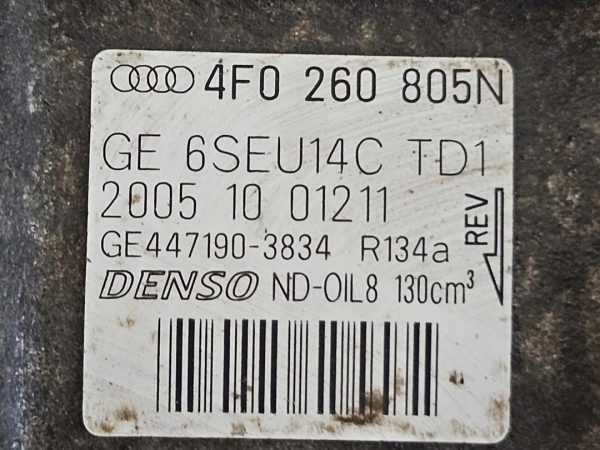 4F0 260 805N
GE 6SEU14C TD1
2005 10 01211
GE447190-3834 R134a
DENSO ND-OIL8 130cm³
REV